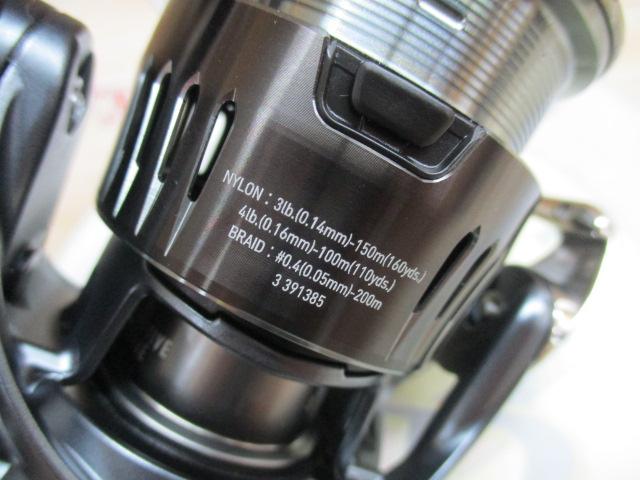 NYLON : 3lb.(0.14mm)-150m(160yds.)
4lb.(0.16mm)-100m(110yds.)
BRAID : #0.4(0.05mm)-200m
3 391385